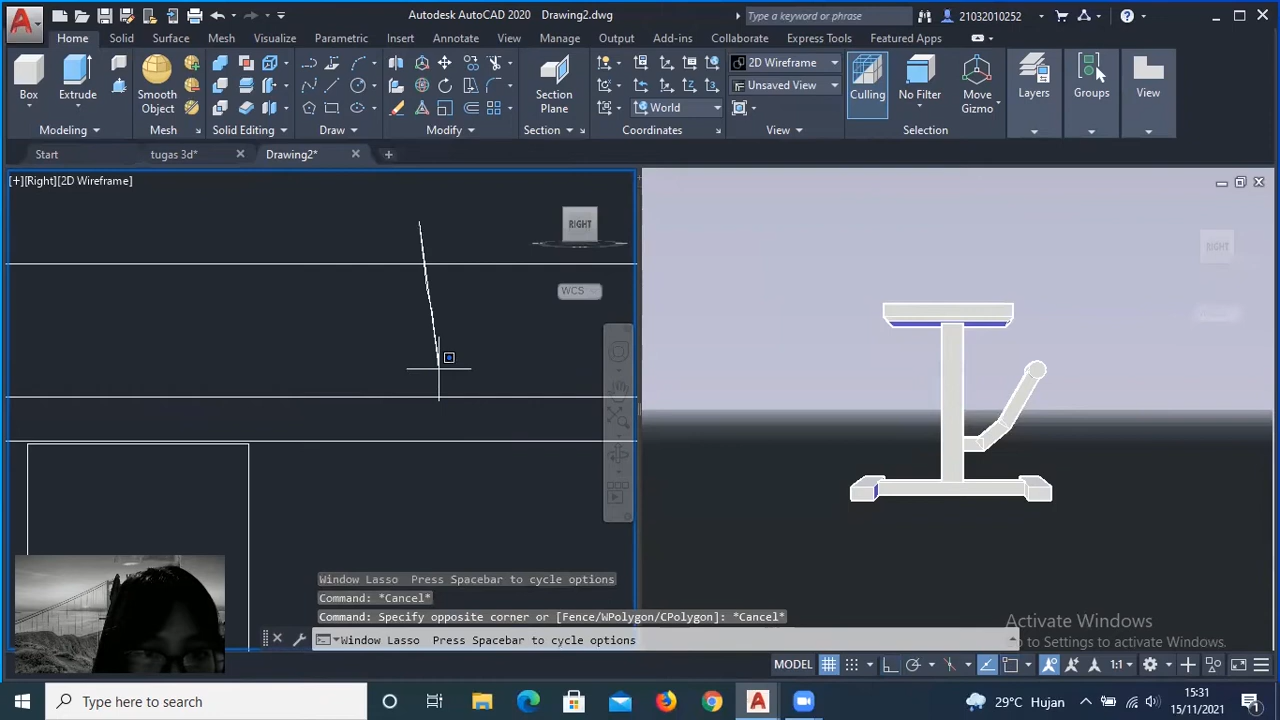 Autodesk AutoCAD 2020 Drawing2.dwg
Type a keyword or phrase
21032010252
Home Solid Surface Mesh Visualize Parametric Insert Annotate View Manage Output Add-ins Collaborate Express Tools Featured Apps
2D Wireframe
Unsaved View
World
Box Extrude
Smooth
Object
Section
Plane
Culling No Filter
Move
Gizmo
Layers Groups View
Modeling Mesh Solid Editing Draw Modify Section Coordinates View Selection
Start tugas 3d* Drawing2*
[+][Right][2D Wireframe]
RIGHT
WCS
RIGHT
Window Lasso Press Spacebar to cycle options
Command: *Cancel*
Command: Specify opposite corner or [Fence/WPolygon/CPolygon]: *Cancel*
Window Lasso Press Spacebar to cycle options
Activate Windows
Go to Settings to activate Windows.
MODEL 1:1
Type here to search
29°C Hujan
15:31
15/11/2021
1